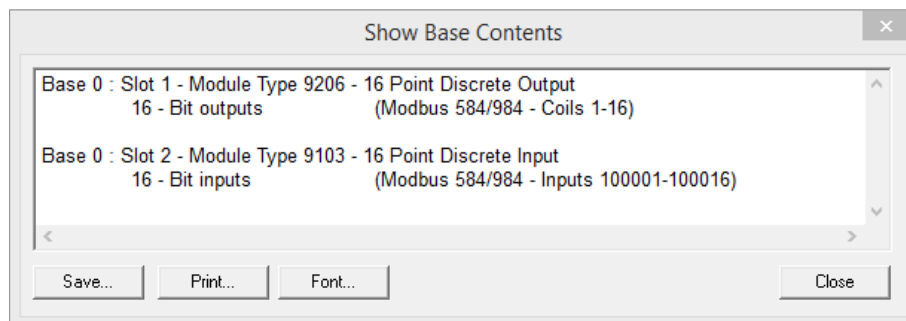 Show Base Contents
Base 0 : Slot 1 - Module Type 9206 - 16 Point Discrete Output
16 - Bit outputs (Modbus 584/984 - Coils 1-16)
Base 0 : Slot 2 - Module Type 9103 - 16 Point Discrete Input
16 - Bit inputs (Modbus 584/984 - Inputs 100001-100016)
Save... Print... Font... Close